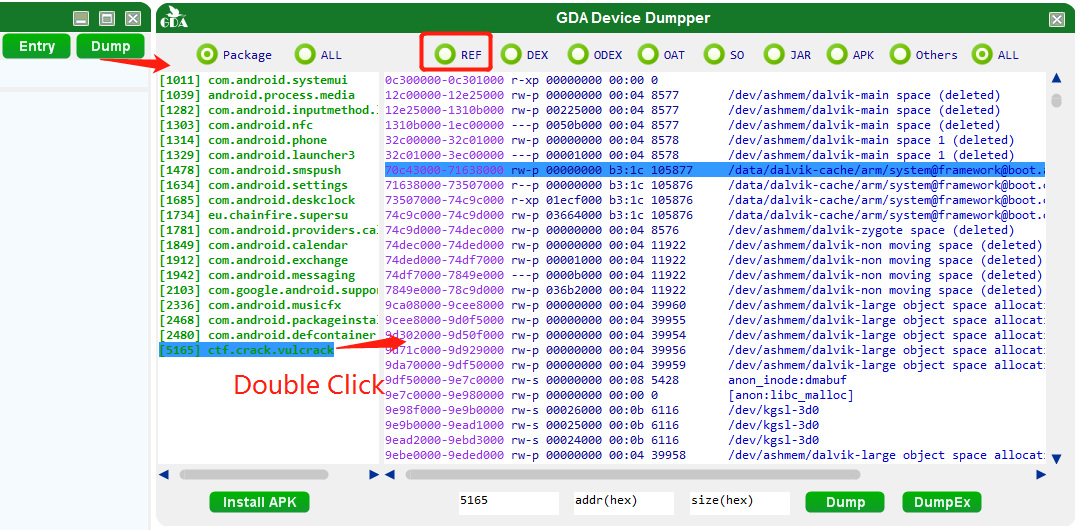 GDA Device Dumpper
GDA
Entry Dump
Package ALL REF DEX ODEX OAT SO JAR APK Others ALL
[1011] com.android.systemui
[1039] android.process.media
[1282] com.android.inputmethod.
[1303] com.android.nfc
[1314] com.android.phone
[1329] com.android.launcher3
[1478] com.android.smspush
[1634] com.android.settings
[1685] com.android.deskclock
[1734] eu.chainfire.supersu
[1781] com.android.providers.ca
[1849] com.android.calendar
[1912] com.android.exchange
[1942] com.android.messaging
[2103] com.google.android.suppo
[2336] com.android.musicfx
[2468] com.android.packageinsta
[2480] com.android.defcontainer
[5165] ctf.crack.vulcrack
Double Click
0c300000-0c301000 r-xp 00000000 00:00 0
12c00000-12e25000 rw-p 00000000 00:04 8577 /dev/ashmem/dalvik-main space (deleted)
12e25000-1310b000 rw-p 00225000 00:04 8577 /dev/ashmem/dalvik-main space (deleted)
1310b000-1ec00000 ---p 0050b000 00:04 8577 /dev/ashmem/dalvik-main space (deleted)
32c00000-32c01000 rw-p 00000000 00:04 8578 /dev/ashmem/dalvik-main space 1 (deleted)
32c01000-3ec00000 ---p 00001000 00:04 8578 /dev/ashmem/dalvik-main space 1 (deleted)
70c43000-71638000 rw-p 00000000 b3:1c 105877 /data/dalvik-cache/arm/system@framework@boot.
71638000-73507000 r--p 00000000 b3:1c 105876 /data/dalvik-cache/arm/system@framework@boot.
73507000-74c9c000 r-xp 01ecf000 b3:1c 105876 /data/dalvik-cache/arm/system@framework@boot.
74c9c000-74c9d000 rw-p 03664000 b3:1c 105876 /data/dalvik-cache/arm/system@framework@boot.
74c9d000-74dec000 rw-p 00000000 00:04 8576 /dev/ashmem/dalvik-zygote space (deleted)
74dec000-74ded000 rw-p 00000000 00:04 11922 /dev/ashmem/dalvik-non moving space (deleted)
74ded000-74df7000 rw-p 00001000 00:04 11922 /dev/ashmem/dalvik-non moving space (deleted)
74df7000-7849e000 ---p 0000b000 00:04 11922 /dev/ashmem/dalvik-non moving space (deleted)
7849e000-78c9d000 rw-p 036b2000 00:04 11922 /dev/ashmem/dalvik-non moving space (deleted)
9ca08000-9cee8000 rw-p 00000000 00:04 39960 /dev/ashmem/dalvik-large object space allocati
9cee8000-9d0f5000 rw-p 00000000 00:04 39955 /dev/ashmem/dalvik-large object space allocati
9d302000-9d50f000 rw-p 00000000 00:04 39954 /dev/ashmem/dalvik-large object space allocati
9d71c000-9d929000 rw-p 00000000 00:04 39956 /dev/ashmem/dalvik-large object space allocati
9da70000-9df50000 rw-p 00000000 00:04 39959 /dev/ashmem/dalvik-large object space allocati
9df50000-9e7c0000 rw-s 00000000 00:08 5428 anon_inode:dmabuf
9e7c0000-9e980000 rw-p 00000000 00:00 0 [anon:libc_malloc]
9e98f000-9e9b0000 rw-s 00026000 00:0b 6116 /dev/kgsl-3d0
9e9b0000-9ead1000 rw-s 00025000 00:0b 6116 /dev/kgsl-3d0
9ead2000-9ebd3000 rw-s 00024000 00:0b 6116 /dev/kgsl-3d0
9ebe0000-9eded000 rw-p 00000000 00:04 39958 /dev/ashmem/dalvik-large object space allocati
Install APK 5165 addr(hex) size(hex) Dump DumpEx